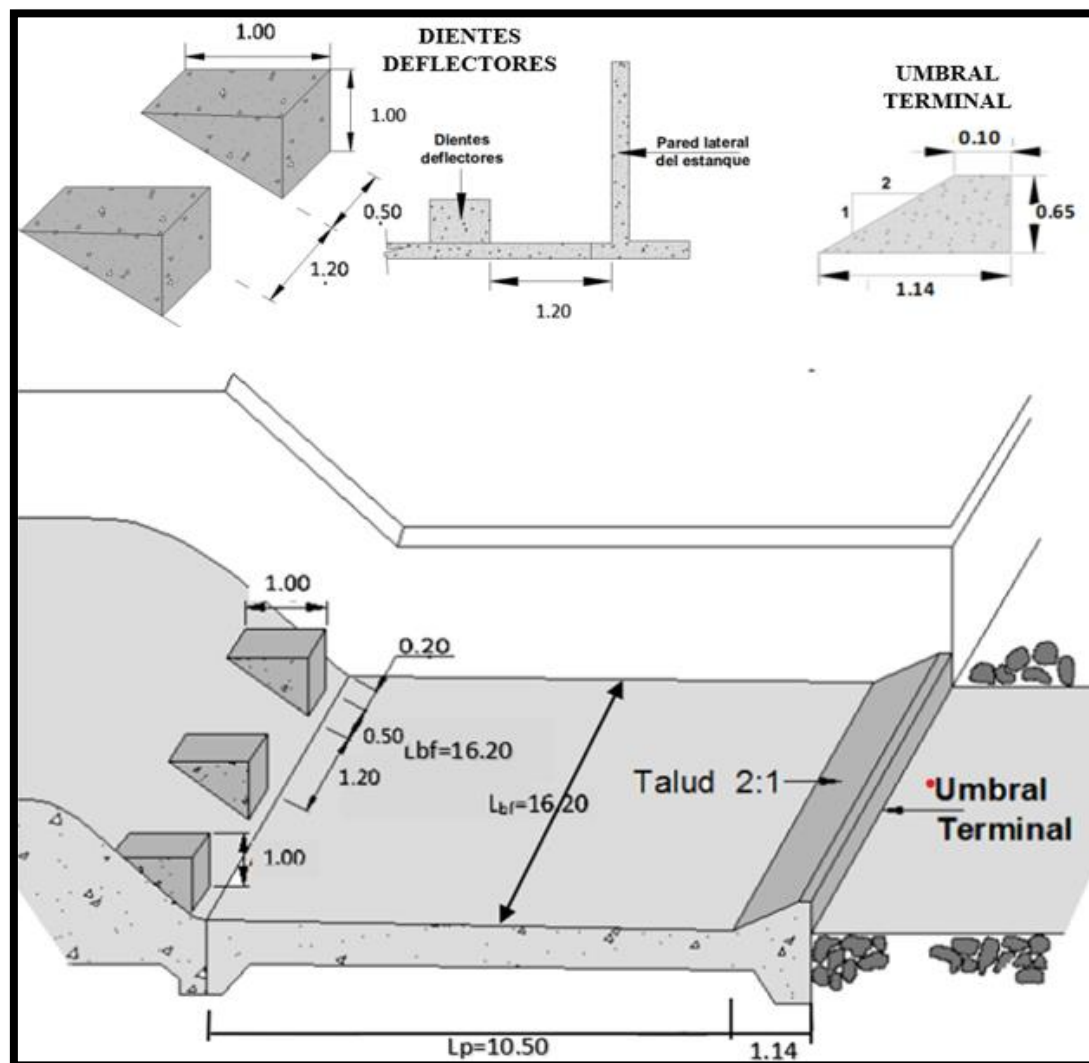 1.00
DIENTES
DEFLECTORES
UMBRAL
TERMINAL
1.00
Dientes
deflectores
Pared lateral
del estanque
0.10
2
1
0.65
0.50
1.20
1.20
1.14
1.00
0.20
0.50
Lbf=16.20
1.20
Lbf=16.20
Talud 2:1
Umbral
Terminal
1.00
Lp=10.50
1.14